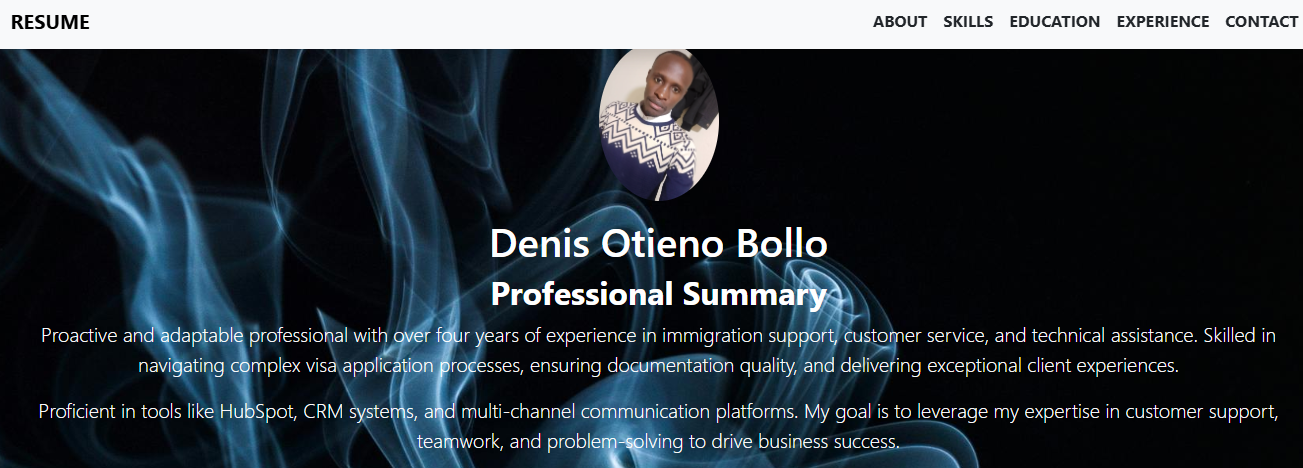 RESUME
ABOUT SKILLS EDUCATION EXPERIENCE CONTACT
Denis Otieno Bollo
Professional Summary
Proactive and adaptable professional with over four years of experience in immigration support, customer service, and technical assistance. Skilled in
navigating complex visa application processes, ensuring documentation quality, and delivering exceptional client experiences.
Proficient in tools like HubSpot, CRM systems, and multi-channel communication platforms. My goal is to leverage my expertise in customer support,
teamwork, and problem-solving to drive business success.